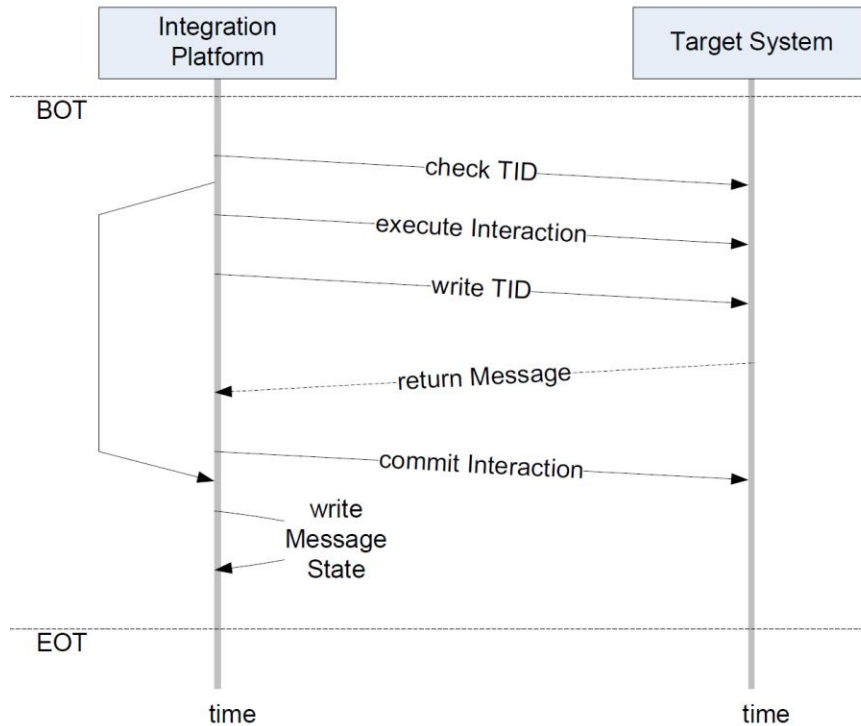 Integration
Platform
Target System
BOT
check TID
execute Interaction
write TID
return Message
commit Interaction
write
Message
State
EOT
time
time